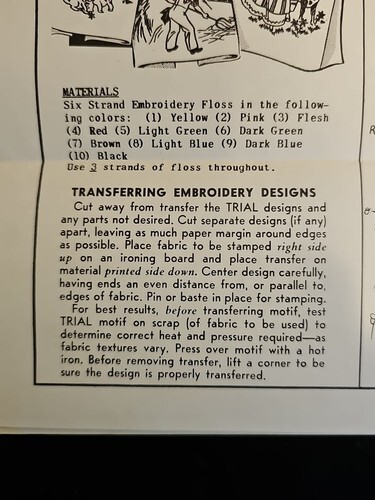 MATERIALS
Six Strand Embroidery Floss in the follow-
ing colors: (1) Yellow (2) Pink (3) Flesh
(4) Red (5) Light Green (6) Dark Green
(7) Brown (8) Light Blue (9) Dark Blue
(10) Black
Use 3 strands of floss throughout.
TRANSFERRING EMBROIDERY DESIGNS
Cut away from transfer the TRIAL designs and
any parts not desired. Cut separate designs (if any)
apart, leaving as much paper margin around edges
as possible. Place fabric to be stamped right side
up on an ironing board and place transfer on
material printed side down. Center design carefully,
having ends an even distance from, or parallel to,
edges of fabric. Pin or baste in place for stamping.
For best results, before transferring motif, test
TRIAL motif on scrap (of fabric to be used) to
determine correct heat and pressure required—as
fabric textures vary. Press over motif with a hot
iron. Before removing transfer, lift a corner to be
sure the design is properly transferred.